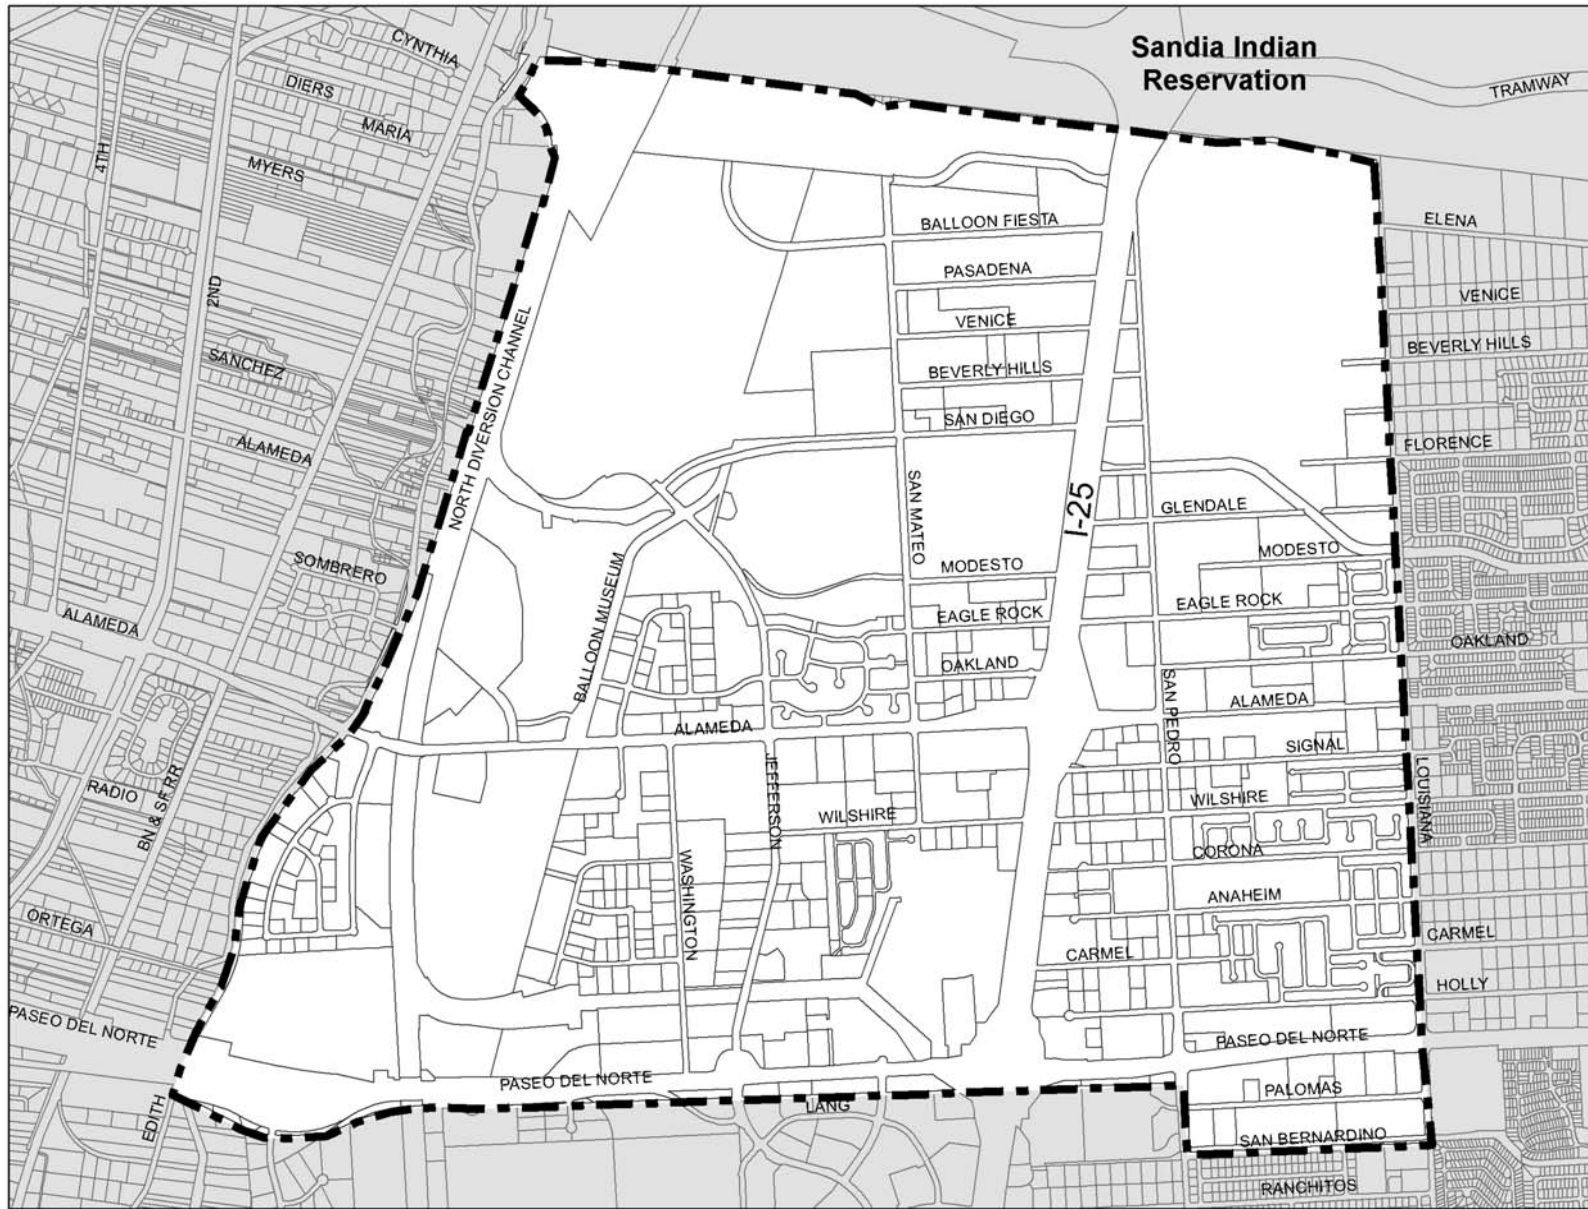 Sandia Indian
Reservation
CYNTHIA
TRAMWAY
DIERS
MARIA
4TH
MYERS
BALLOON FIESTA
ELENA
PASADENA
2ND
VENICE
VENICE
BEVERLY HILLS
SANCHEZ
BEVERLY HILLS
NORTH DIVERSION CHANNEL
SAN DIEGO
ALAMEDA
FLORENCE
SAN MATEO
I-25
GLENDALE
SOMBRERO
MODESTO
MODESTO
BALLOON MUSEUM
EAGLE ROCK
EAGLE ROCK
ALAMEDA
OAKLAND
OAKLAND
SAN PEDRO
ALAMEDA
ALAMEDA
SIGNAL
JEFFERSON
RADIO
BN & SF RR
WILSHIRE
WILSHIRE
LOUISIANA
CORONA
WASHINGTON
ANAHEIM
ORTEGA
CARMEL
CARMEL
HOLLY
PASEO DEL NORTE
PASEO DEL NORTE
PASEO DEL NORTE
PALOMAS
EDITH
LANG
SAN BERNARDINO
RANCHITOS